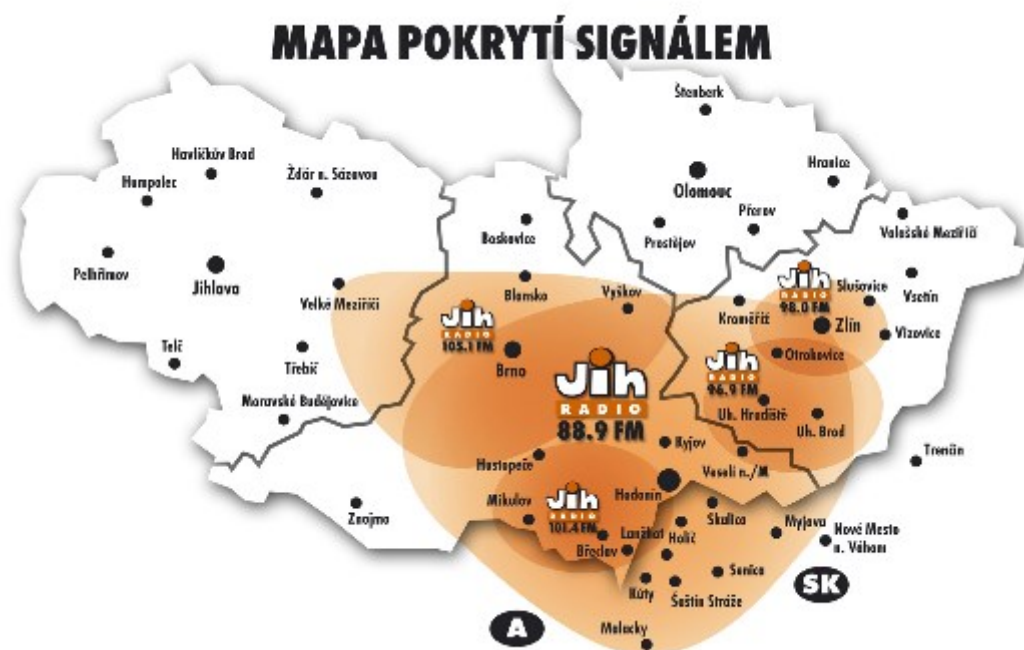 MAPA POKRYTÍ SIGNÁLEM
Štenberk
Havlíčkův Brod
Hranice
Humpolec
Žďár n. Sázavou
Olomouc
Přerov
Prostějov
Boskovice
Valašské Meziříčí
Pelhřimov
Jihlava
Velké Meziříčí
Blansko
Vyškov
Jih
RADIO
98.0 FM
Slušovice
Vsetín
Kroměříž
Zlín
Vizovice
Jih
RADIO
105.1 FM
Brno
Telč
Třebíč
Otrokovice
Jih
RADIO
96.9 FM
Jih
RADIO
88.9 FM
Moravské Budějovice
Uh. Hradiště
Uh. Brod
Kyjov
Veselí n./M
Trenčín
Hustopeče
Hodonín
Znojmo
Mikulov
Jih
RADIO
101.4 FM
Lanžhot
Břeclav
Holíč
Skalica
Myjava
Nové Mesto
n. Váhom
Senica
Kúty
Šaštín Stráže
SK
A
Malacky